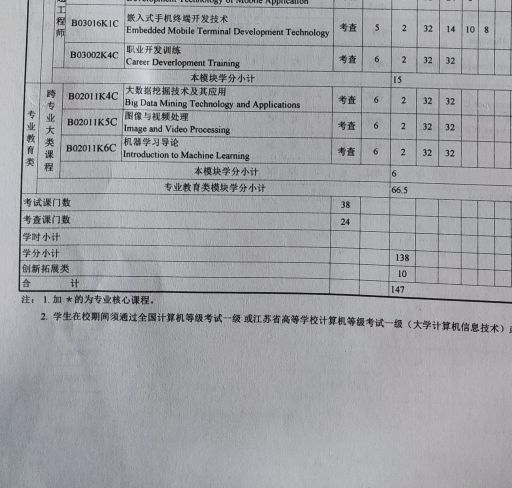 Development Technology of Mobile Application
工
程
师
B03016K1C 嵌入式手机终端开发技术 考查 5 2 32 14 10 8
Embedded Mobile Terminal Development Technology
B03002K4C 职业开发训练 考查 6 2 32 32
Career Deverlopment Training
本模块学分小计 15
专业教育类
跨专业大类课程
B02011K4C 大数据挖掘技术及其应用 考查 6 2 32 32
Big Data Mining Technology and Applications
B02011K5C 图像与视频处理 考查 6 2 32 32
Image and Video Processing
B02011K6C 机器学习导论 考查 6 2 32 32
Introduction to Machine Learning
本模块学分小计 6
专业教育类模块学分小计 66.5
考试课门数 38
考查课门数 24
学时小计
学分小计 138
创新拓展类 10
合 计 147
注： 1. 加 ★的为专业核心课程。
2. 学生在校期间须通过全国计算机等级考试一级 或江苏省高等学校计算机等级考试一级（大学计算机信息技术）